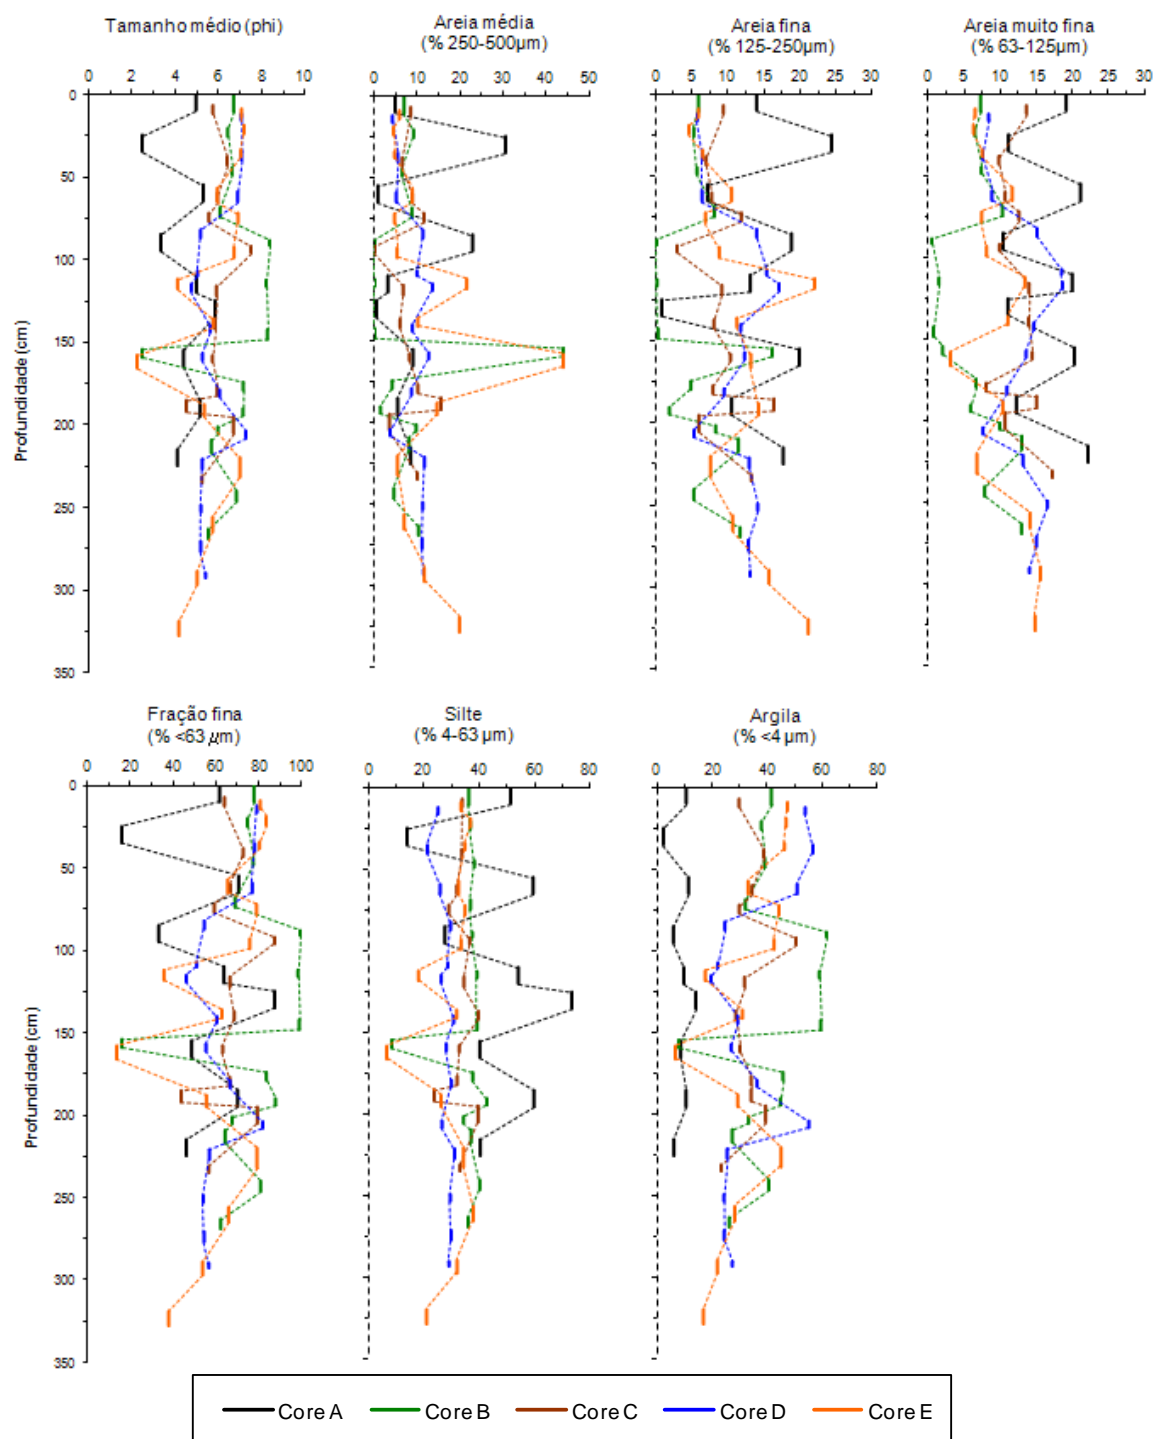 Tamanho médio (phi)
0 2 4 6 8 10
Areia média
(% 250-500µm)
0 10 20 30 40 50
Areia fina
(% 125-250µm)
0 5 10 15 20 25 30
Areia muito fina
(% 63-125µm)
0 5 10 15 20 25 30
Profundidade (cm)
0
50
100
150
200
250
300
350
Fração fina
(% <63 µm)
0 20 40 60 80 100
Silte
(% 4-63 µm)
0 20 40 60 80
Argila
(% <4 µm)
0 20 40 60 80
Profundidade (cm)
0
50
100
150
200
250
300
350
Core A Core B Core C Core D Core E